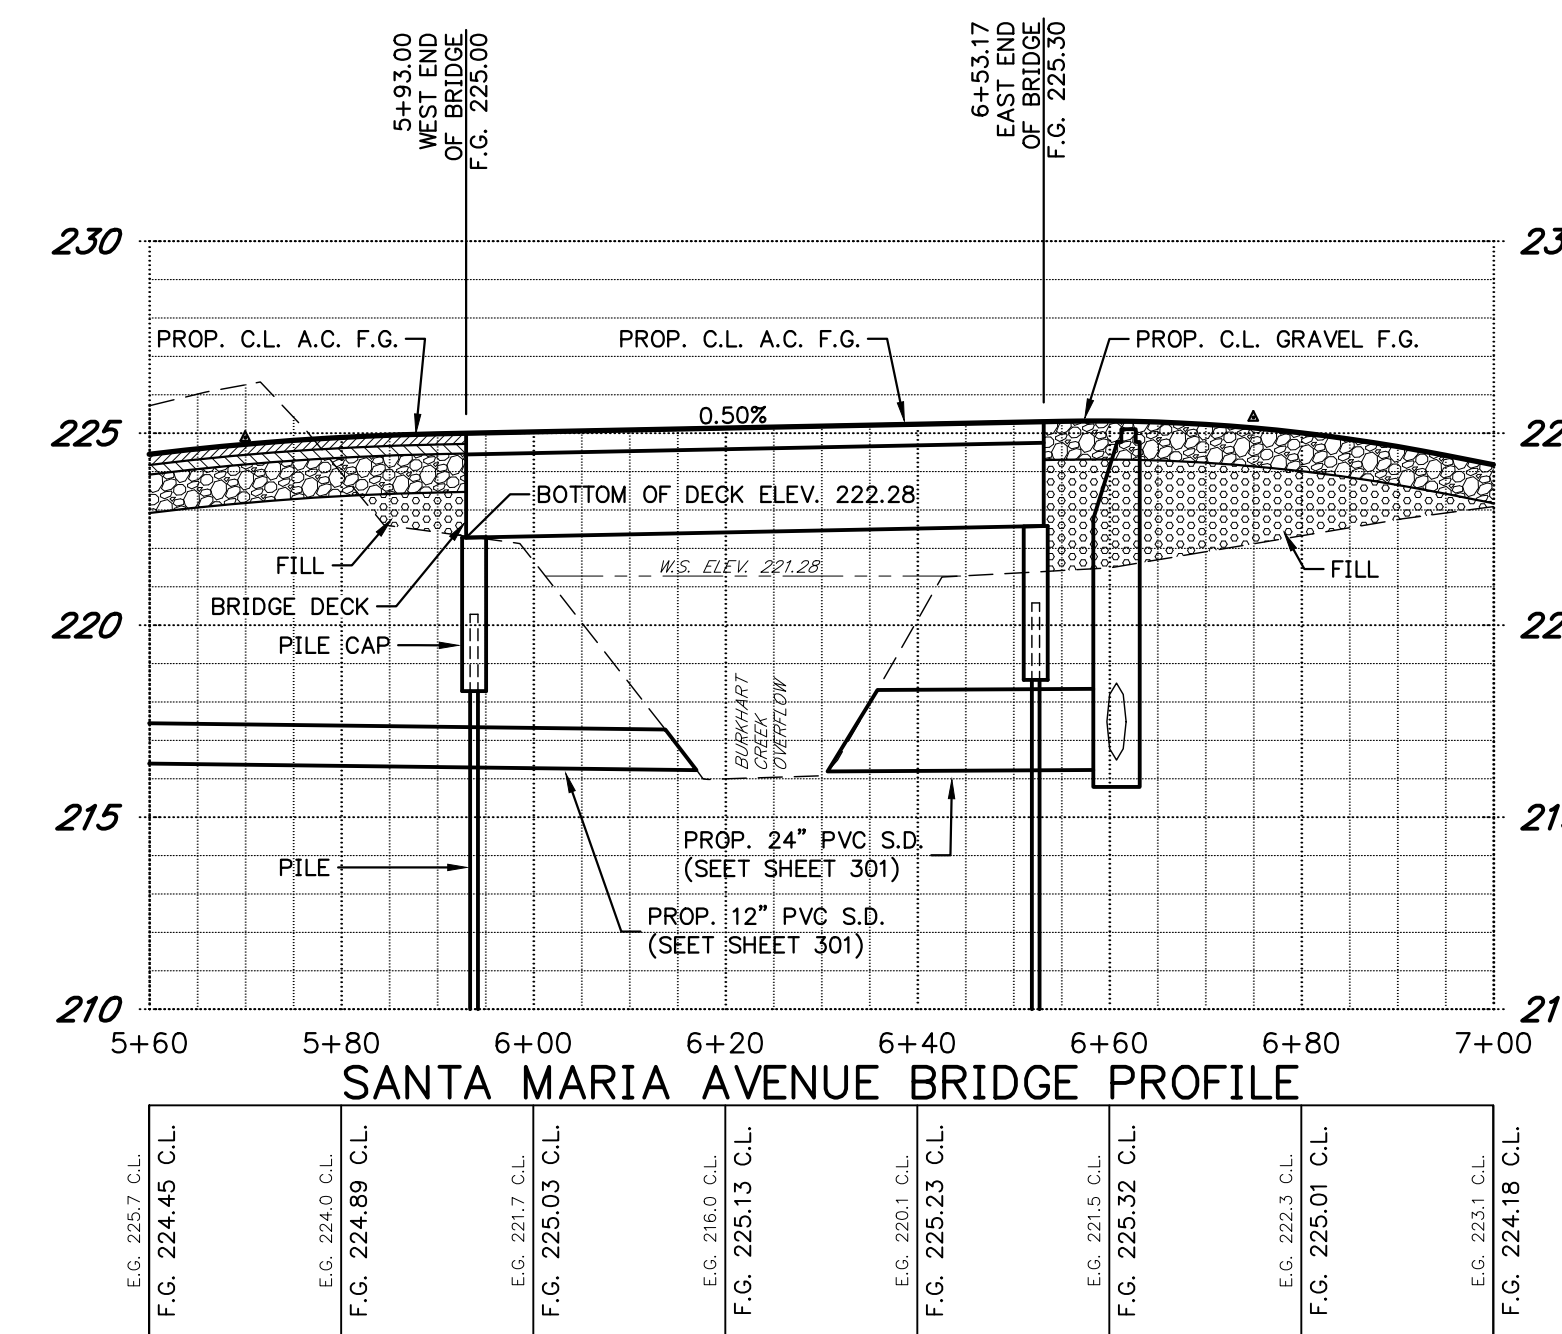 5+93.00
WEST END
OF BRIDGE
F.G. 225.00
6+53.17
EAST END
OF BRIDGE
F.G. 225.30
230
23
PROP. C.L. A.C. F.G.
PROP. C.L. A.C. F.G.
PROP. C.L. GRAVEL F.G.
225
0.50%
22
BOTTOM OF DECK ELEV. 222.28
FILL
W.S. ELEV. 221.28
FILL
BRIDGE DECK
220
22
PILE CAP
BURKHART
CREEK
OVERFLOW
215
21
PROP. 24" PVC S.D.
(SEET SHEET 301)
PILE
PROP. 12" PVC S.D.
(SEET SHEET 301)
210
21
5+60 5+80 6+00 6+20 6+40 6+60 6+80 7+00
SANTA MARIA AVENUE BRIDGE PROFILE
E.G. 225.7 C.L.
F.G. 224.45 C.L.
E.G. 224.0 C.L.
F.G. 224.89 C.L.
E.G. 221.7 C.L.
F.G. 225.03 C.L.
E.G. 216.0 C.L.
F.G. 225.13 C.L.
E.G. 220.1 C.L.
F.G. 225.23 C.L.
E.G. 221.5 C.L.
F.G. 225.32 C.L.
E.G. 222.3 C.L.
F.G. 225.01 C.L.
E.G. 223.1 C.L.
F.G. 224.18 C.L.